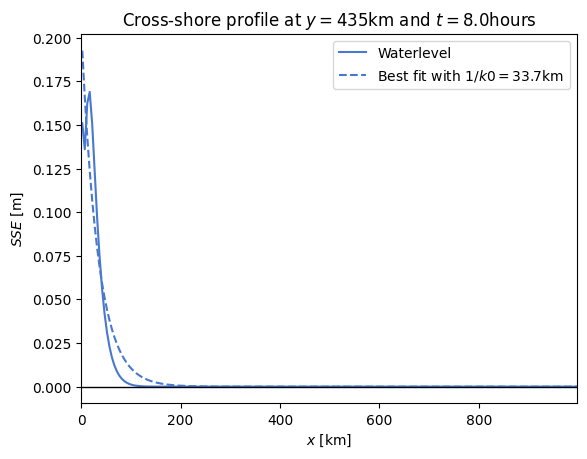 Cross-shore profile at y = 435km and t = 8.0hours
Waterlevel
Best fit with 1/k0 = 33.7km
0.200
0.175
0.150
0.125
0.100
0.075
0.050
0.025
0.000
SSE [m]
0 200 400 600 800
x [km]